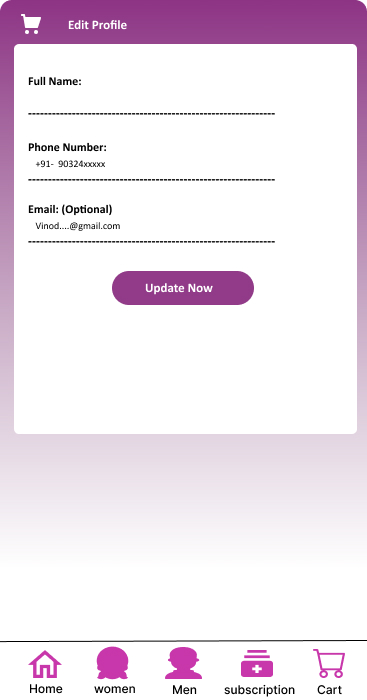 Edit Profile
Full Name:
Phone Number:
+91- 90324xxxxx
Email: (Optional)
Vinod....@gmail.com
Update Now
Home women Men subscription Cart